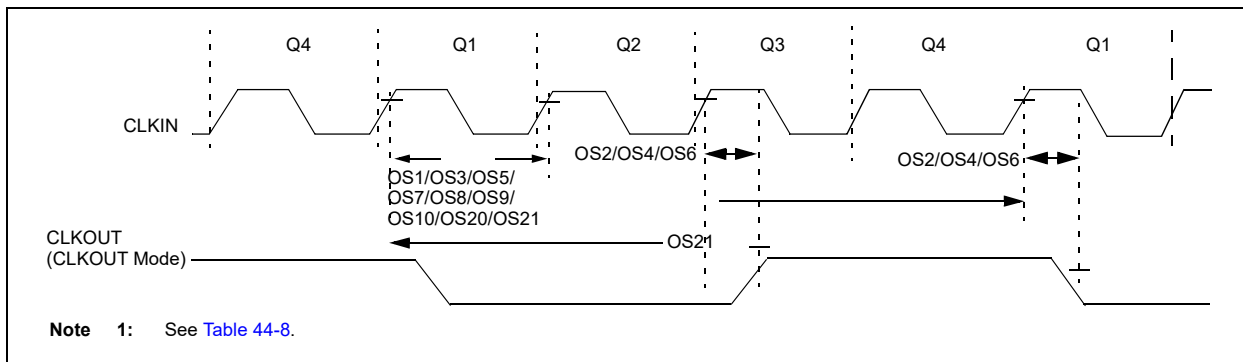 Q4 Q1 Q2 Q3 Q4 Q1
CLKIN
OS2/OS4/OS6
OS2/OS4/OS6
OS1/OS3/OS5/
OS7/OS8/OS9/
OS10/OS20/OS21
CLKOUT
(CLKOUT Mode)
OS21
Note 1: See Table 44-8.